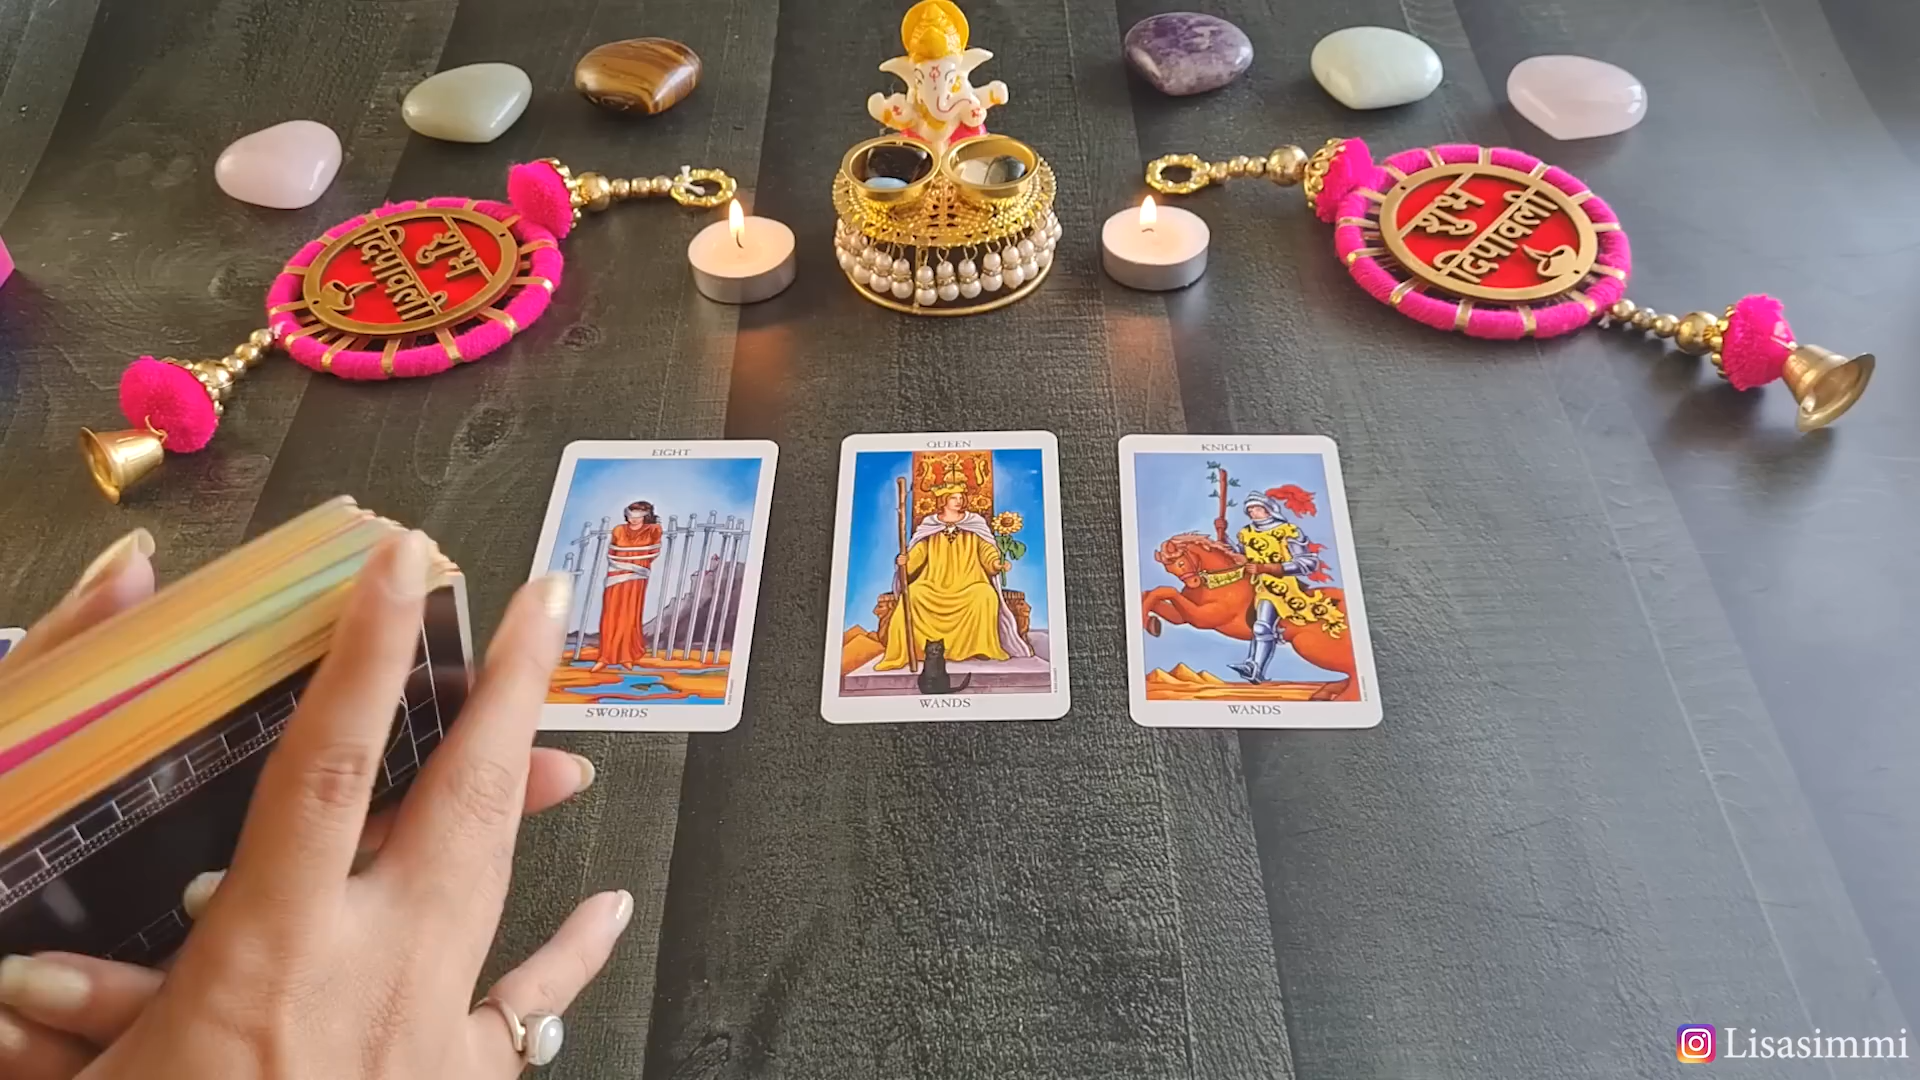 शुभ
दिपावली
शुभ
दिपावली
EIGHT
SWORDS
QUEEN
WANDS
KNIGHT
WANDS
Lisasimmi